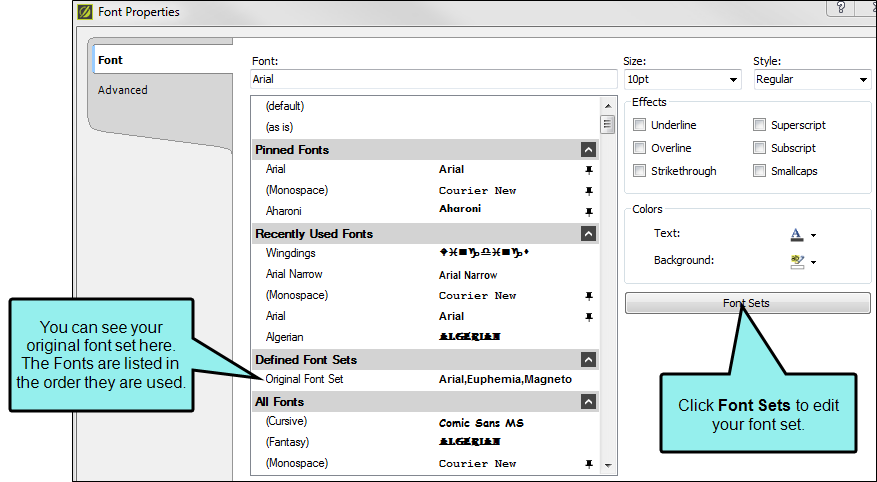 Font Properties
Font
Advanced
Font:
Arial
Size:
10pt
Style:
Regular
(default)
(as is)
Pinned Fonts
Arial Arial
(Monospace) Courier New
Aharoni Aharoni
Recently Used Fonts
Wingdings ♦♓■♑♎♓■♑⬧
Arial Narrow Arial Narrow
(Monospace) Courier New
Arial Arial
Algerian ALGERIAN
Defined Font Sets
Original Font Set Arial,Euphemia,Magneto
All Fonts
(Cursive) Comic Sans MS
(Fantasy) ALGERIAN
(Monospace) Courier New
Effects
Underline Superscript
Overline Subscript
Strikethrough Smallcaps
Colors
Text: A
Background: ab
Font Sets
You can see your
original font set here.
The Fonts are listed in
the order they are used.
Click Font Sets to edit
your font set.